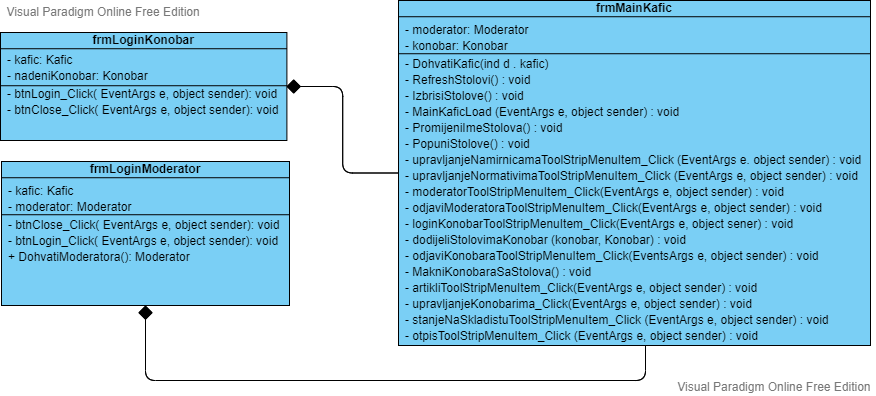 Visual Paradigm Online Free Edition
frmLoginKonobar
- kafic: Kafic
- nadeniKonobar: Konobar
- btnLogin_Click( EventArgs e, object sender): void
- btnClose_Click( EventArgs e, object sender): void
frmLoginModerator
- kafic: Kafic
- moderator: Moderator
- btnClose_Click( EventArgs e, object sender): void
- btnLogin_Click( EventArgs e, object sender): void
+ DohvatiModeratora(): Moderator
frmMainKafic
- moderator: Moderator
- konobar: Konobar
- DohvatiKafic(ind d . kafic)
- RefreshStolovi() : void
- IzbrisiStolove() : void
- MainKaficLoad (EventArgs e, object sender) : void
- PromijeniImeStolova() : void
- PopuniStolove() : void
- upravljanjeNamirnicamaToolStripMenuItem_Click (EventArgs e. object sender) : void
- upravljanjeNormativimaToolStripMenuItem_Click (EventArgs e, object sender) : void
- moderatorToolStripMenuItem_Click(EventArgs e, object sender) : void
- odjaviModeratoraToolStripMenuItem_Click(EventArgs e, object sender) : void
- loginKonobarToolStripMenuItem_Click(EventArgs e, object sender) : void
- dodijeliStolovimaKonobar (konobar, Konobar) : void
- odjaviKonobaraToolStripMenuItem_Click(EventsArgs e, object sender) : void
- MakniKonobaraSaStolova() : void
- artikliToolStripMenuItem_Click(EventArgs e, object sender) : void
- upravljanjeKonobarima_Click(EventArgs e, object sender) : void
- stanjeNaSkladistuToolStripMenuItem_Click (EventArgs e, object sender) : void
- otpisToolStripMenuItem_Click (EventArgs e, object sender) : void
Visual Paradigm Online Free Edition